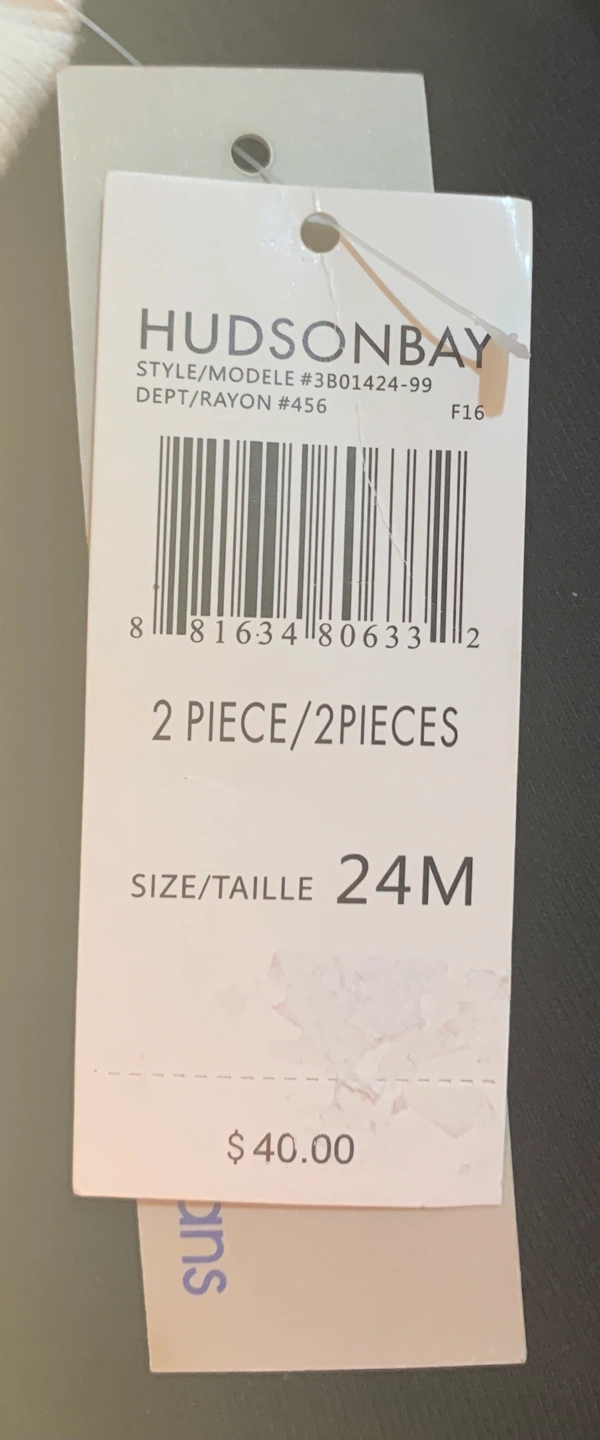 HUDSONBAY
STYLE/MODELE #3B01424-99
DEPT/RAYON #456 F16
8 81634 80633 2
2 PIECE/2PIECES
SIZE/TAILLE 24M
$40.00
ans